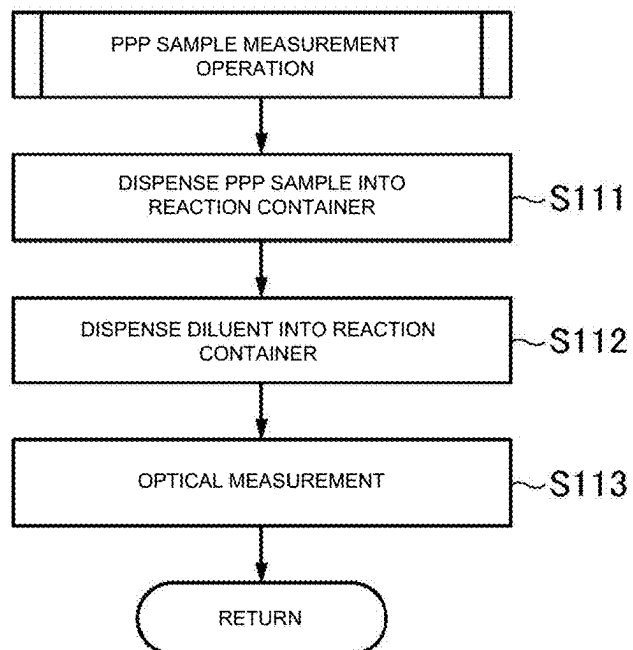 PPP SAMPLE MEASUREMENT
OPERATION
DISPENSE PPP SAMPLE INTO
REACTION CONTAINER
S111
DISPENSE DILUENT INTO REACTION
CONTAINER
S112
OPTICAL MEASUREMENT
S113
RETURN